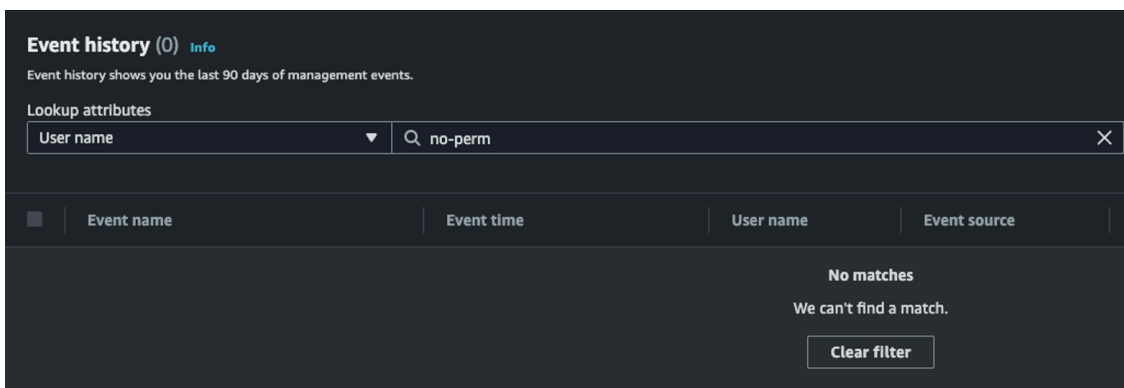 Event history (0) Info
Event history shows you the last 90 days of management events.
Lookup attributes
User name no-perm
Event name Event time User name Event source
No matches
We can't find a match.
Clear filter